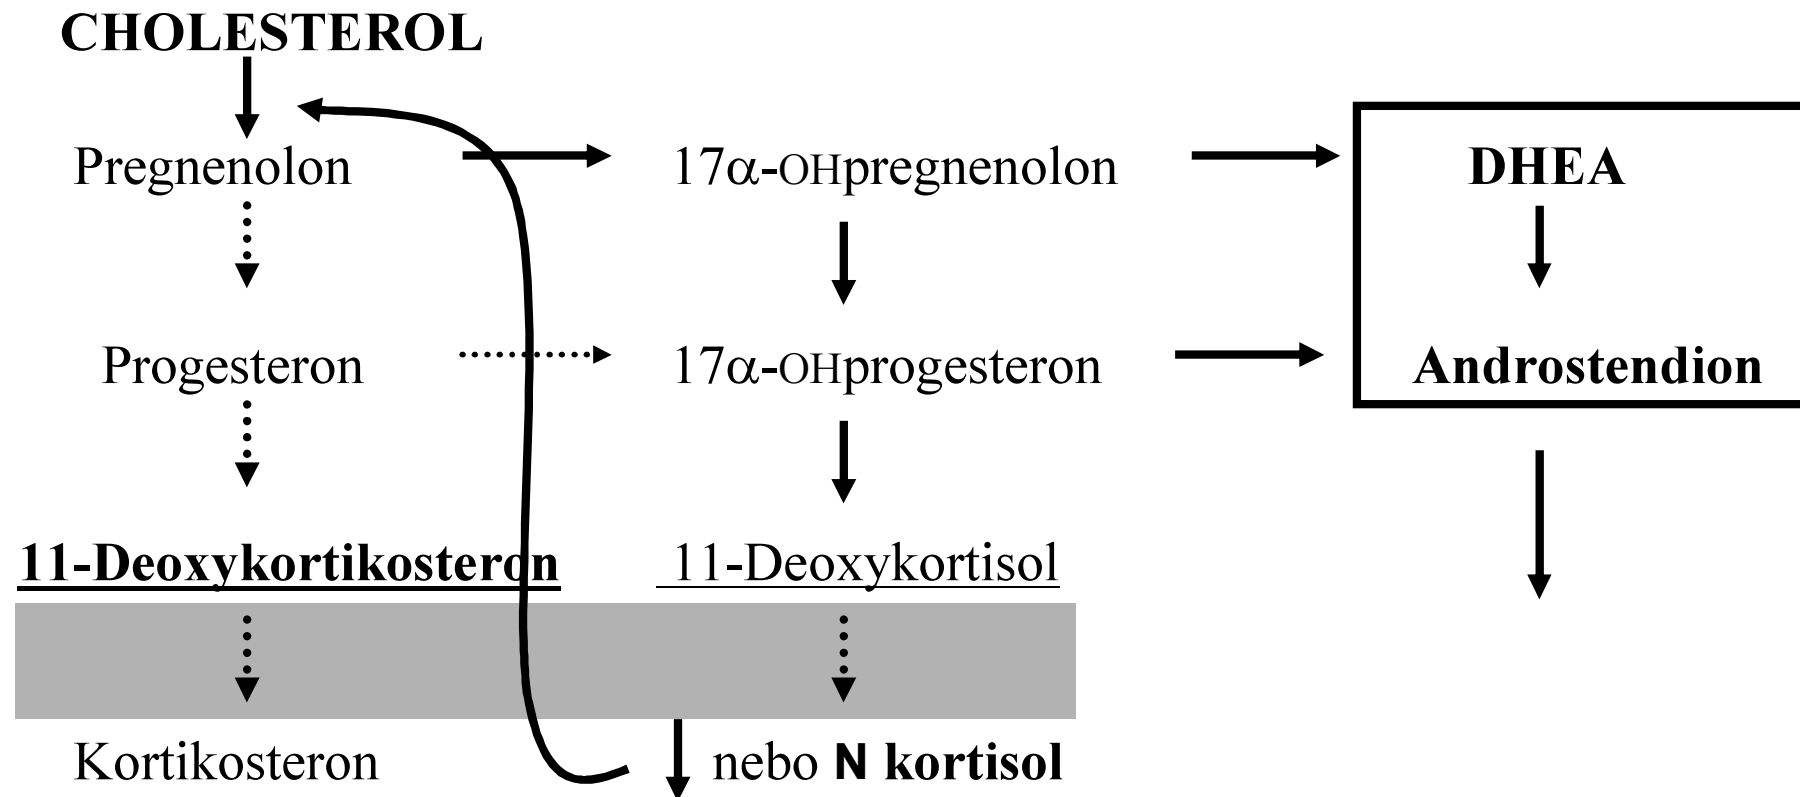 CHOLESTEROL
Pregnenolon 17α-OHpregnenolon DHEA
Progesteron 17α-OHprogesteron Androstendion
11-Deoxykortikosteron 11-Deoxykortisol
Kortikosteron nebo N kortisol